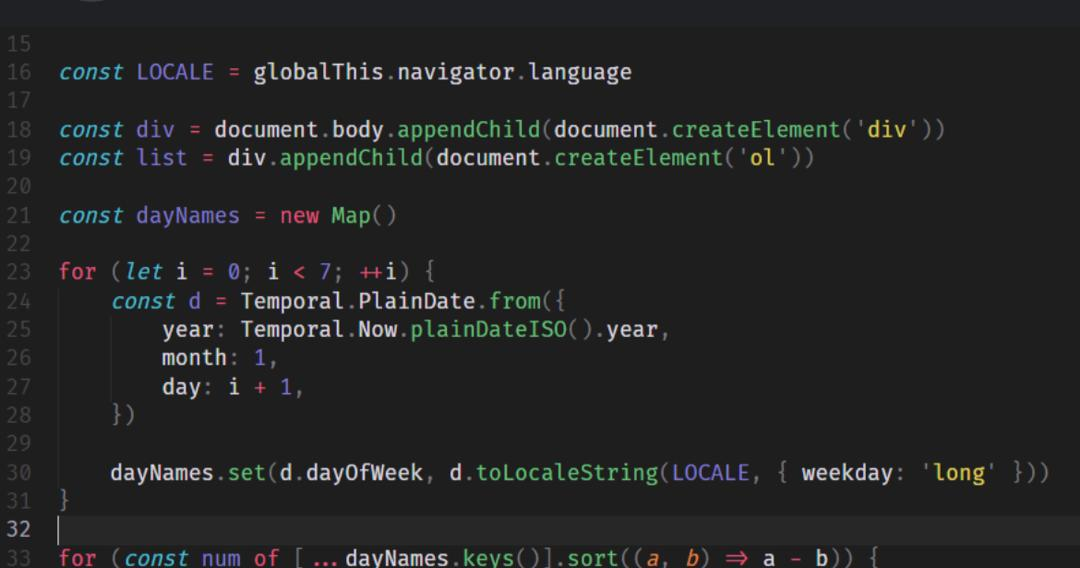 15
16 const LOCALE = globalThis.navigator.language
17
18 const div = document.body.appendChild(document.createElement('div'))
19 const list = div.appendChild(document.createElement('ol'))
20
21 const dayNames = new Map()
22
23 for (let i = 0; i < 7; ++i) {
24     const d = Temporal.PlainDate.from({
25         year: Temporal.Now.plainDateISO().year,
26         month: 1,
27         day: i + 1,
28     })
29
30     dayNames.set(d.dayOfWeek, d.toLocaleString(LOCALE, { weekday: 'long' }))
31 }
32
33 for (const num of [...dayNames.keys()].sort((a, b) => a - b)) {